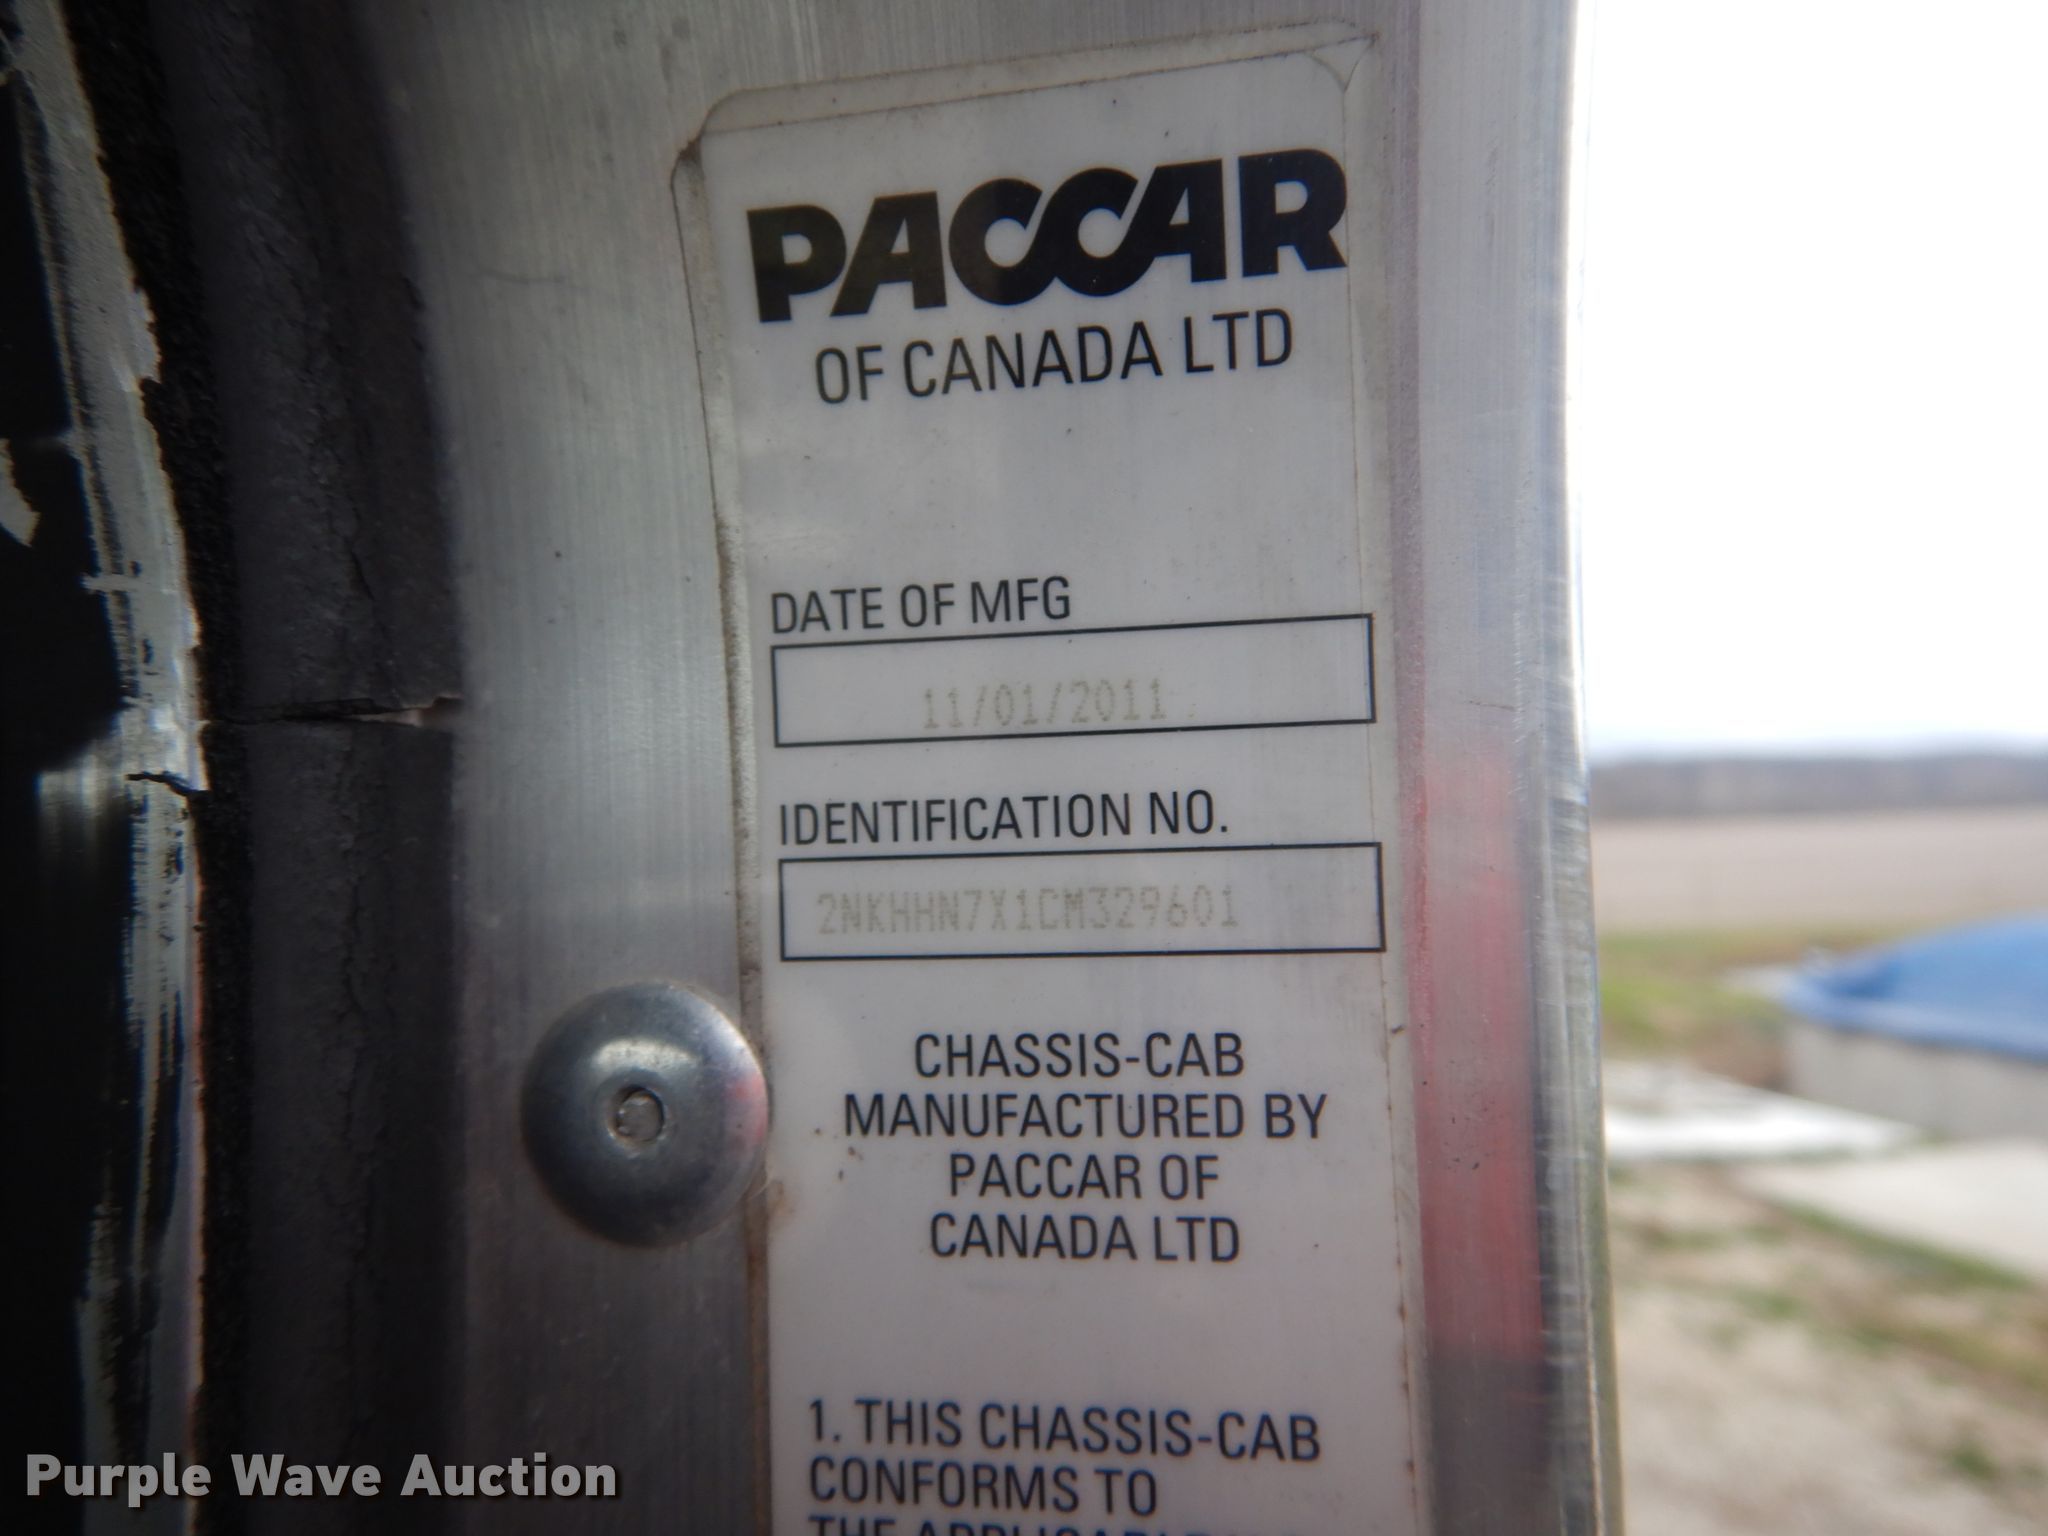 PACCAR
OF CANADA LTD
DATE OF MFG
11/01/2011
IDENTIFICATION NO.
2NKHHN7X1CM329601
CHASSIS-CAB
MANUFACTURED BY
PACCAR OF
CANADA LTD
1. THIS CHASSIS-CAB
CONFORMS TO
Purple Wave Auction